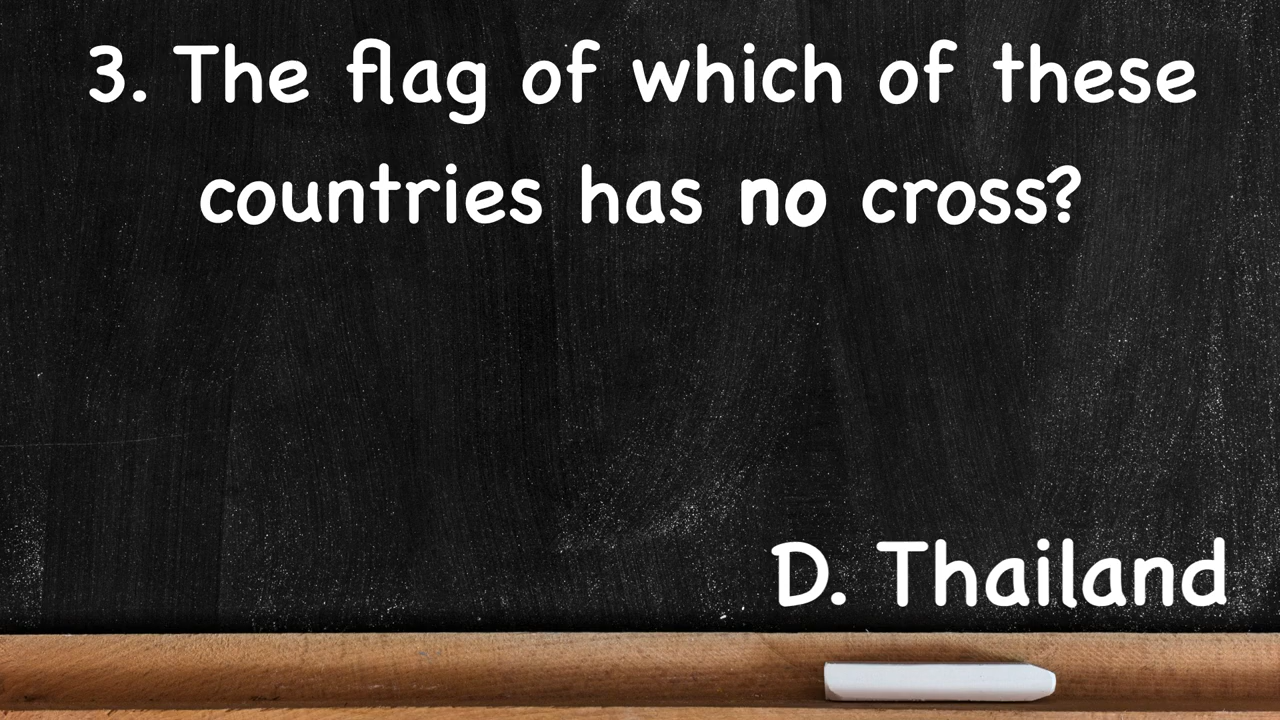 3. The flag of which of these
countries has no cross?
D. Thailand